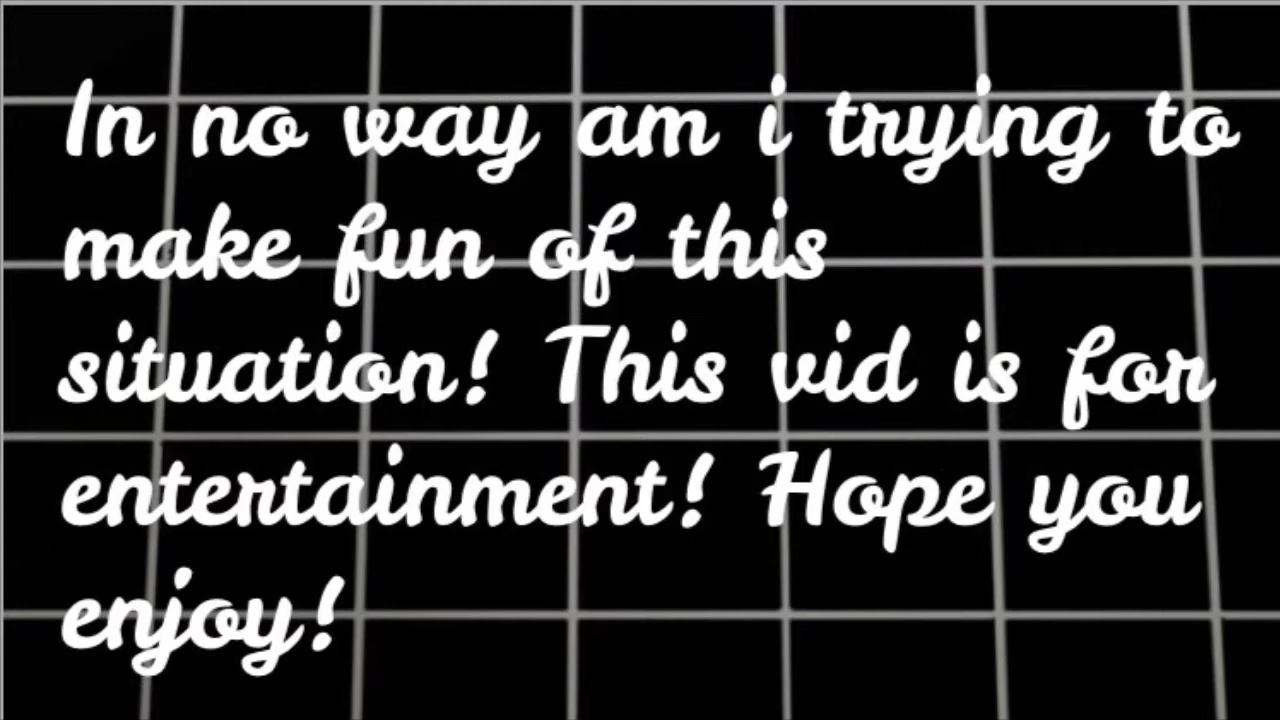 In no way am i trying to
make fun of this
situation! This vid is for
entertainment! Hope you
enjoy!